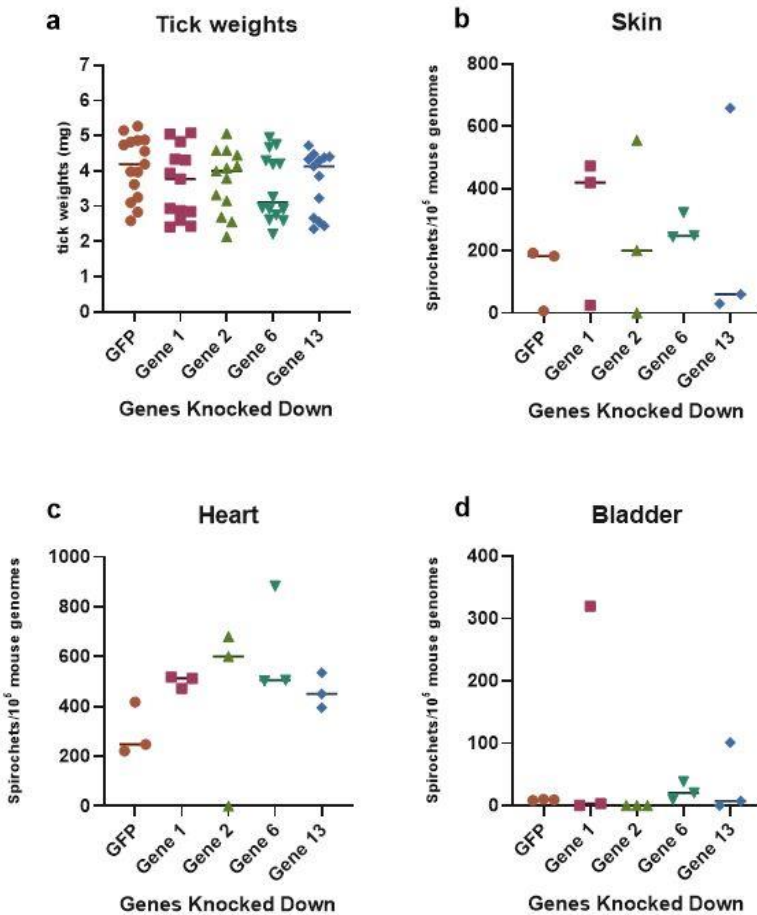 a
Tick weights
7
6
5
4
3
2
1
0
tick weights (mg)
GFP
Gene 1
Gene 2
Gene 6
Gene 13
Genes Knocked Down
b
Skin
800
600
400
200
0
Spirochets/10⁵ mouse genomes
GFP
Gene 1
Gene 2
Gene 6
Gene 13
Genes Knocked Down
c
Heart
1000
800
600
400
200
0
Spirochets/10⁵ mouse genomes
GFP
Gene 1
Gene 2
Gene 6
Gene 13
Genes Knocked Down
d
Bladder
400
300
200
100
0
Spirochets/10⁵ mouse genomes
GFP
Gene 1
Gene 2
Gene 6
Gene 13
Genes Knocked Down